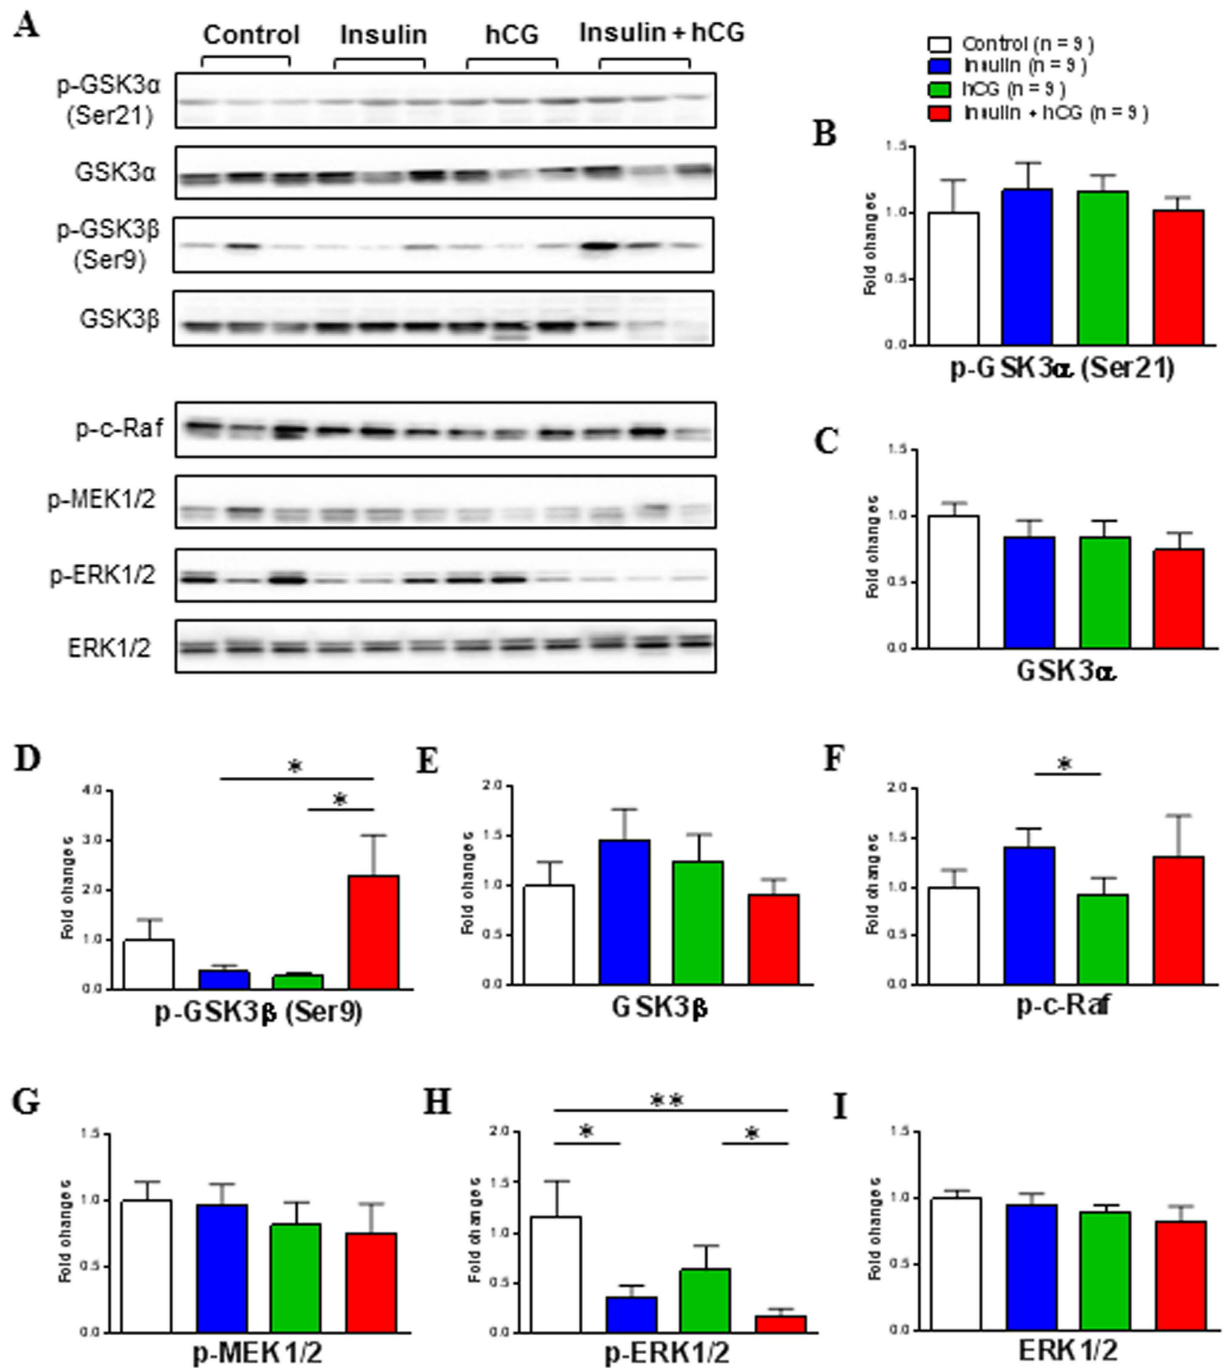 A
Control Insulin hCG Insulin + hCG
p-GSK3α
(Ser21)
GSK3α
p-GSK3β
(Ser9)
GSK3β
p-c-Raf
p-MEK1/2
p-ERK1/2
ERK1/2
Control (n = 9)
Insulin (n = 9)
hCG (n = 9)
Insulin + hCG (n = 9)
B
1.5
1.0
0.5
0.0
Fold changes
p-GSK3α (Ser21)
C
1.5
1.0
0.5
0.0
Fold changes
GSK3α
D
*
*
4.0
3.0
2.0
1.0
0.0
Fold changes
p-GSK3β (Ser9)
E
2.0
1.5
1.0
0.5
0.0
Fold changes
GSK3β
F
*
2.0
1.5
1.0
0.5
0.0
Fold changes
p-c-Raf
G
1.5
1.0
0.5
0.0
Fold changes
p-MEK1/2
H
**
*
*
2.0
1.5
1.0
0.5
0.0
Fold changes
p-ERK1/2
I
1.5
1.0
0.5
0.0
Fold changes
ERK1/2